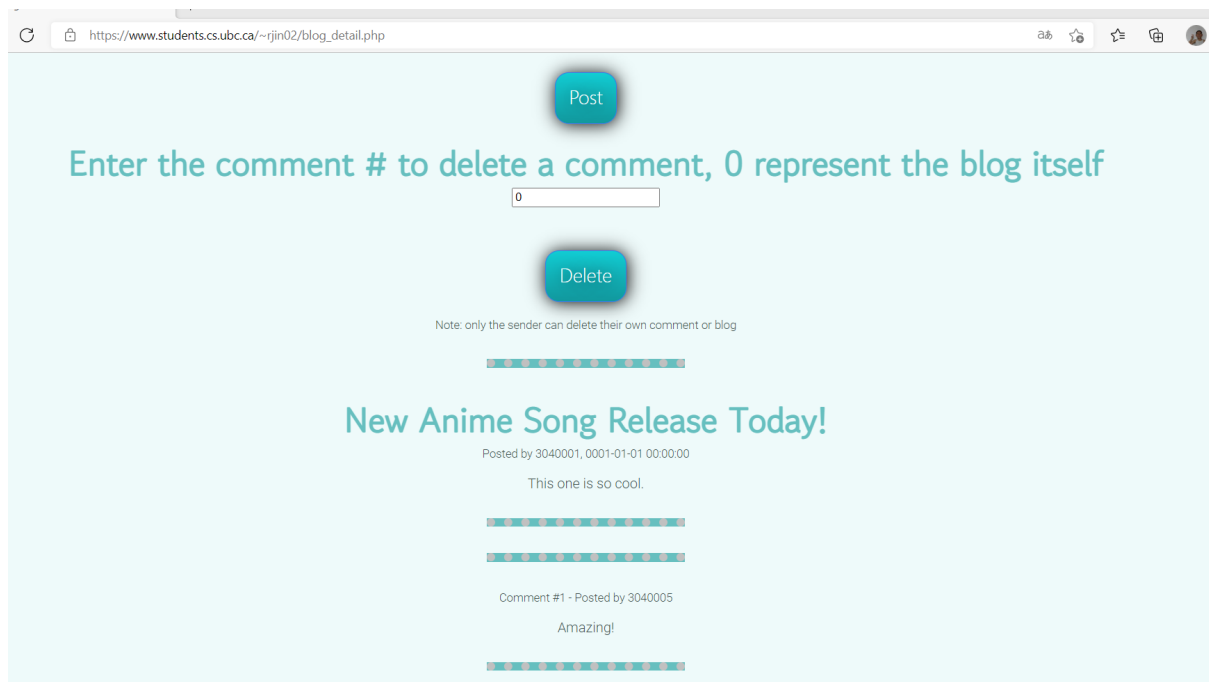 https://www.students.cs.ubc.ca/~rjin02/blog_detail.php
Post
Enter the comment # to delete a comment, 0 represent the blog itself
0
Delete
Note: only the sender can delete their own comment or blog
New Anime Song Release Today!
Posted by 3040001, 0001-01-01 00:00:00
This one is so cool.
Comment #1 - Posted by 3040005
Amazing!